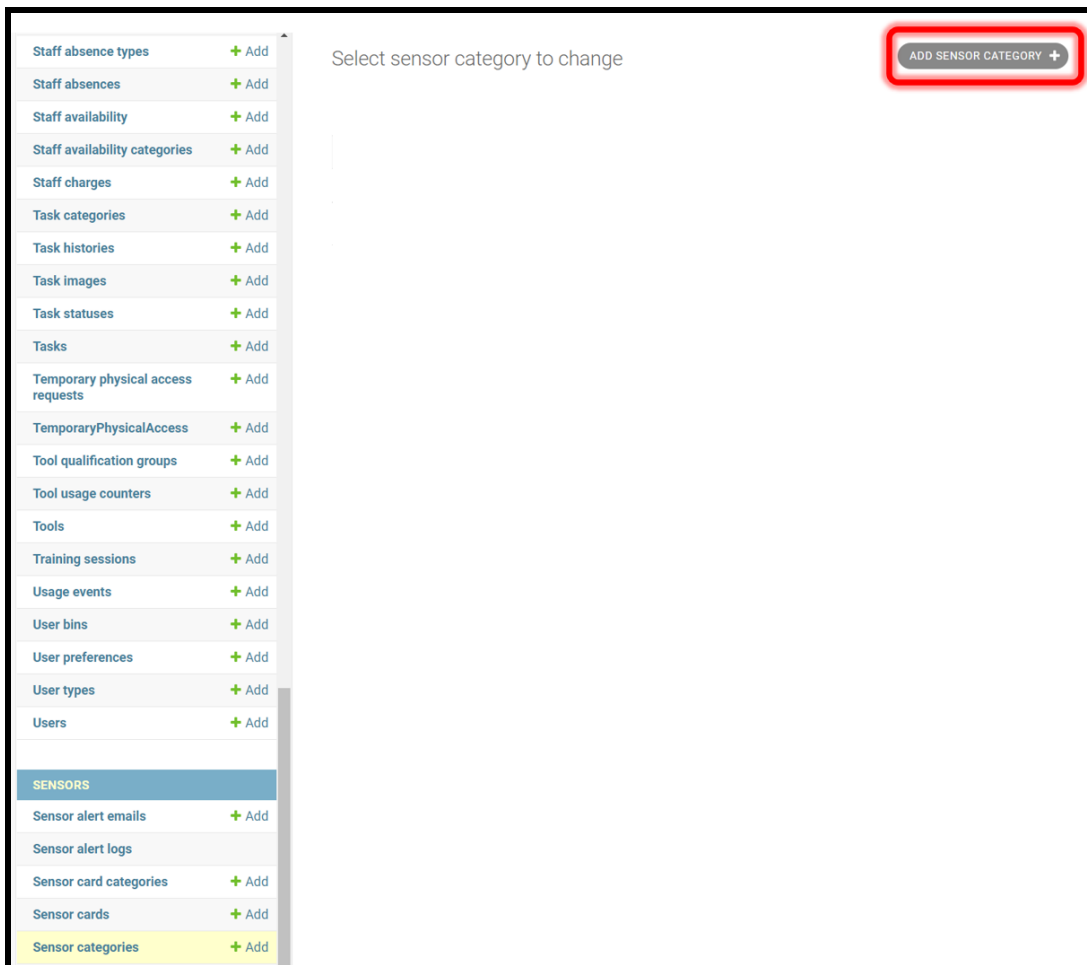 Staff absence types + Add
Staff absences + Add
Staff availability + Add
Staff availability categories + Add
Staff charges + Add
Task categories + Add
Task histories + Add
Task images + Add
Task statuses + Add
Tasks + Add
Temporary physical access + Add
requests
TemporaryPhysicalAccess + Add
Tool qualification groups + Add
Tool usage counters + Add
Tools + Add
Training sessions + Add
Usage events + Add
User bins + Add
User preferences + Add
User types + Add
Users + Add
SENSORS
Sensor alert emails + Add
Sensor alert logs
Sensor card categories + Add
Sensor cards + Add
Sensor categories + Add
Select sensor category to change
ADD SENSOR CATEGORY +